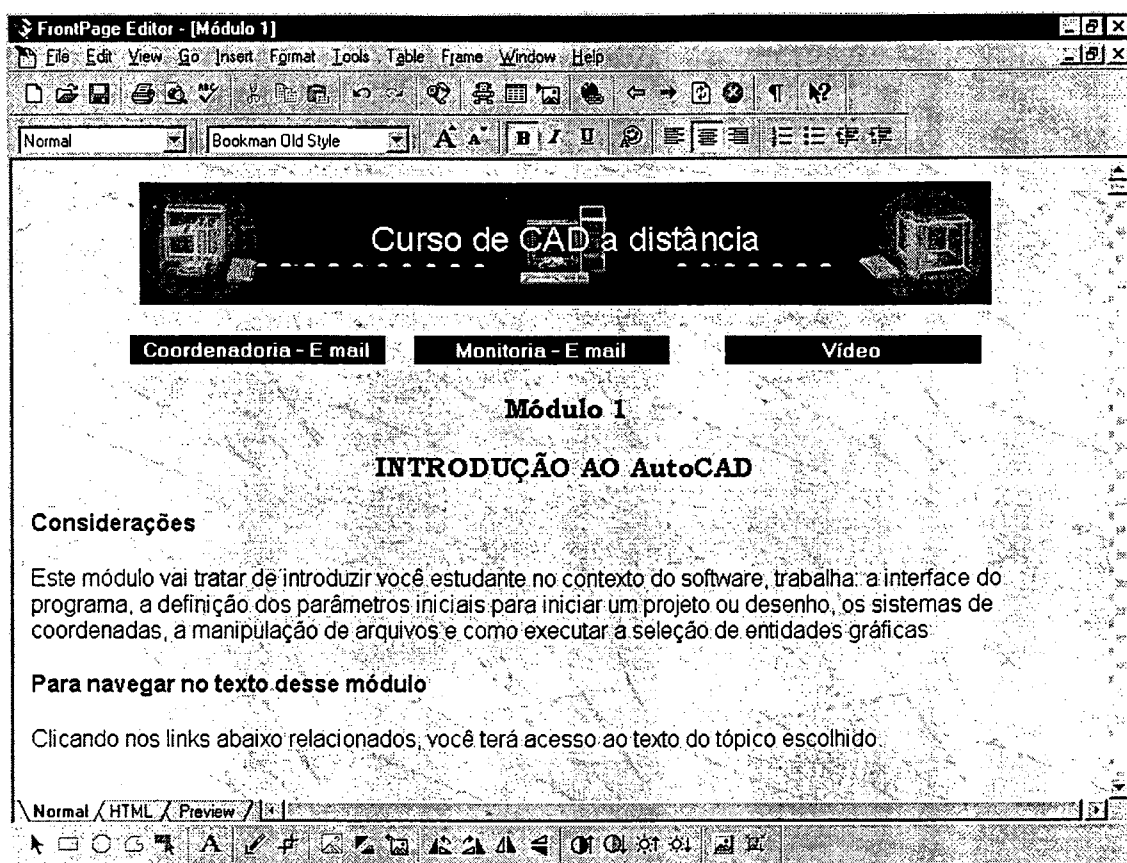 FrontPage Editor - [Módulo 1]
File Edit View Go Insert Format Tools Table Frame Window Help
Normal Bookman Old Style A A B I U
Curso de CAD a distância
Coordenadoria - E mail Monitoria - E mail Vídeo
Módulo 1
INTRODUÇÃO AO AutoCAD
Considerações
Este módulo vai tratar de introduzir você estudante no contexto do software, trabalha: a interface do
programa, a definição dos parâmetros iniciais para iniciar um projeto ou desenho, os sistemas de
coordenadas, a manipulação de arquivos e como executar a seleção de entidades gráficas
Para navegar no texto desse módulo
Clicando nos links abaixo relacionados, você terá acesso ao texto do tópico escolhido.
Normal HTML Preview
A